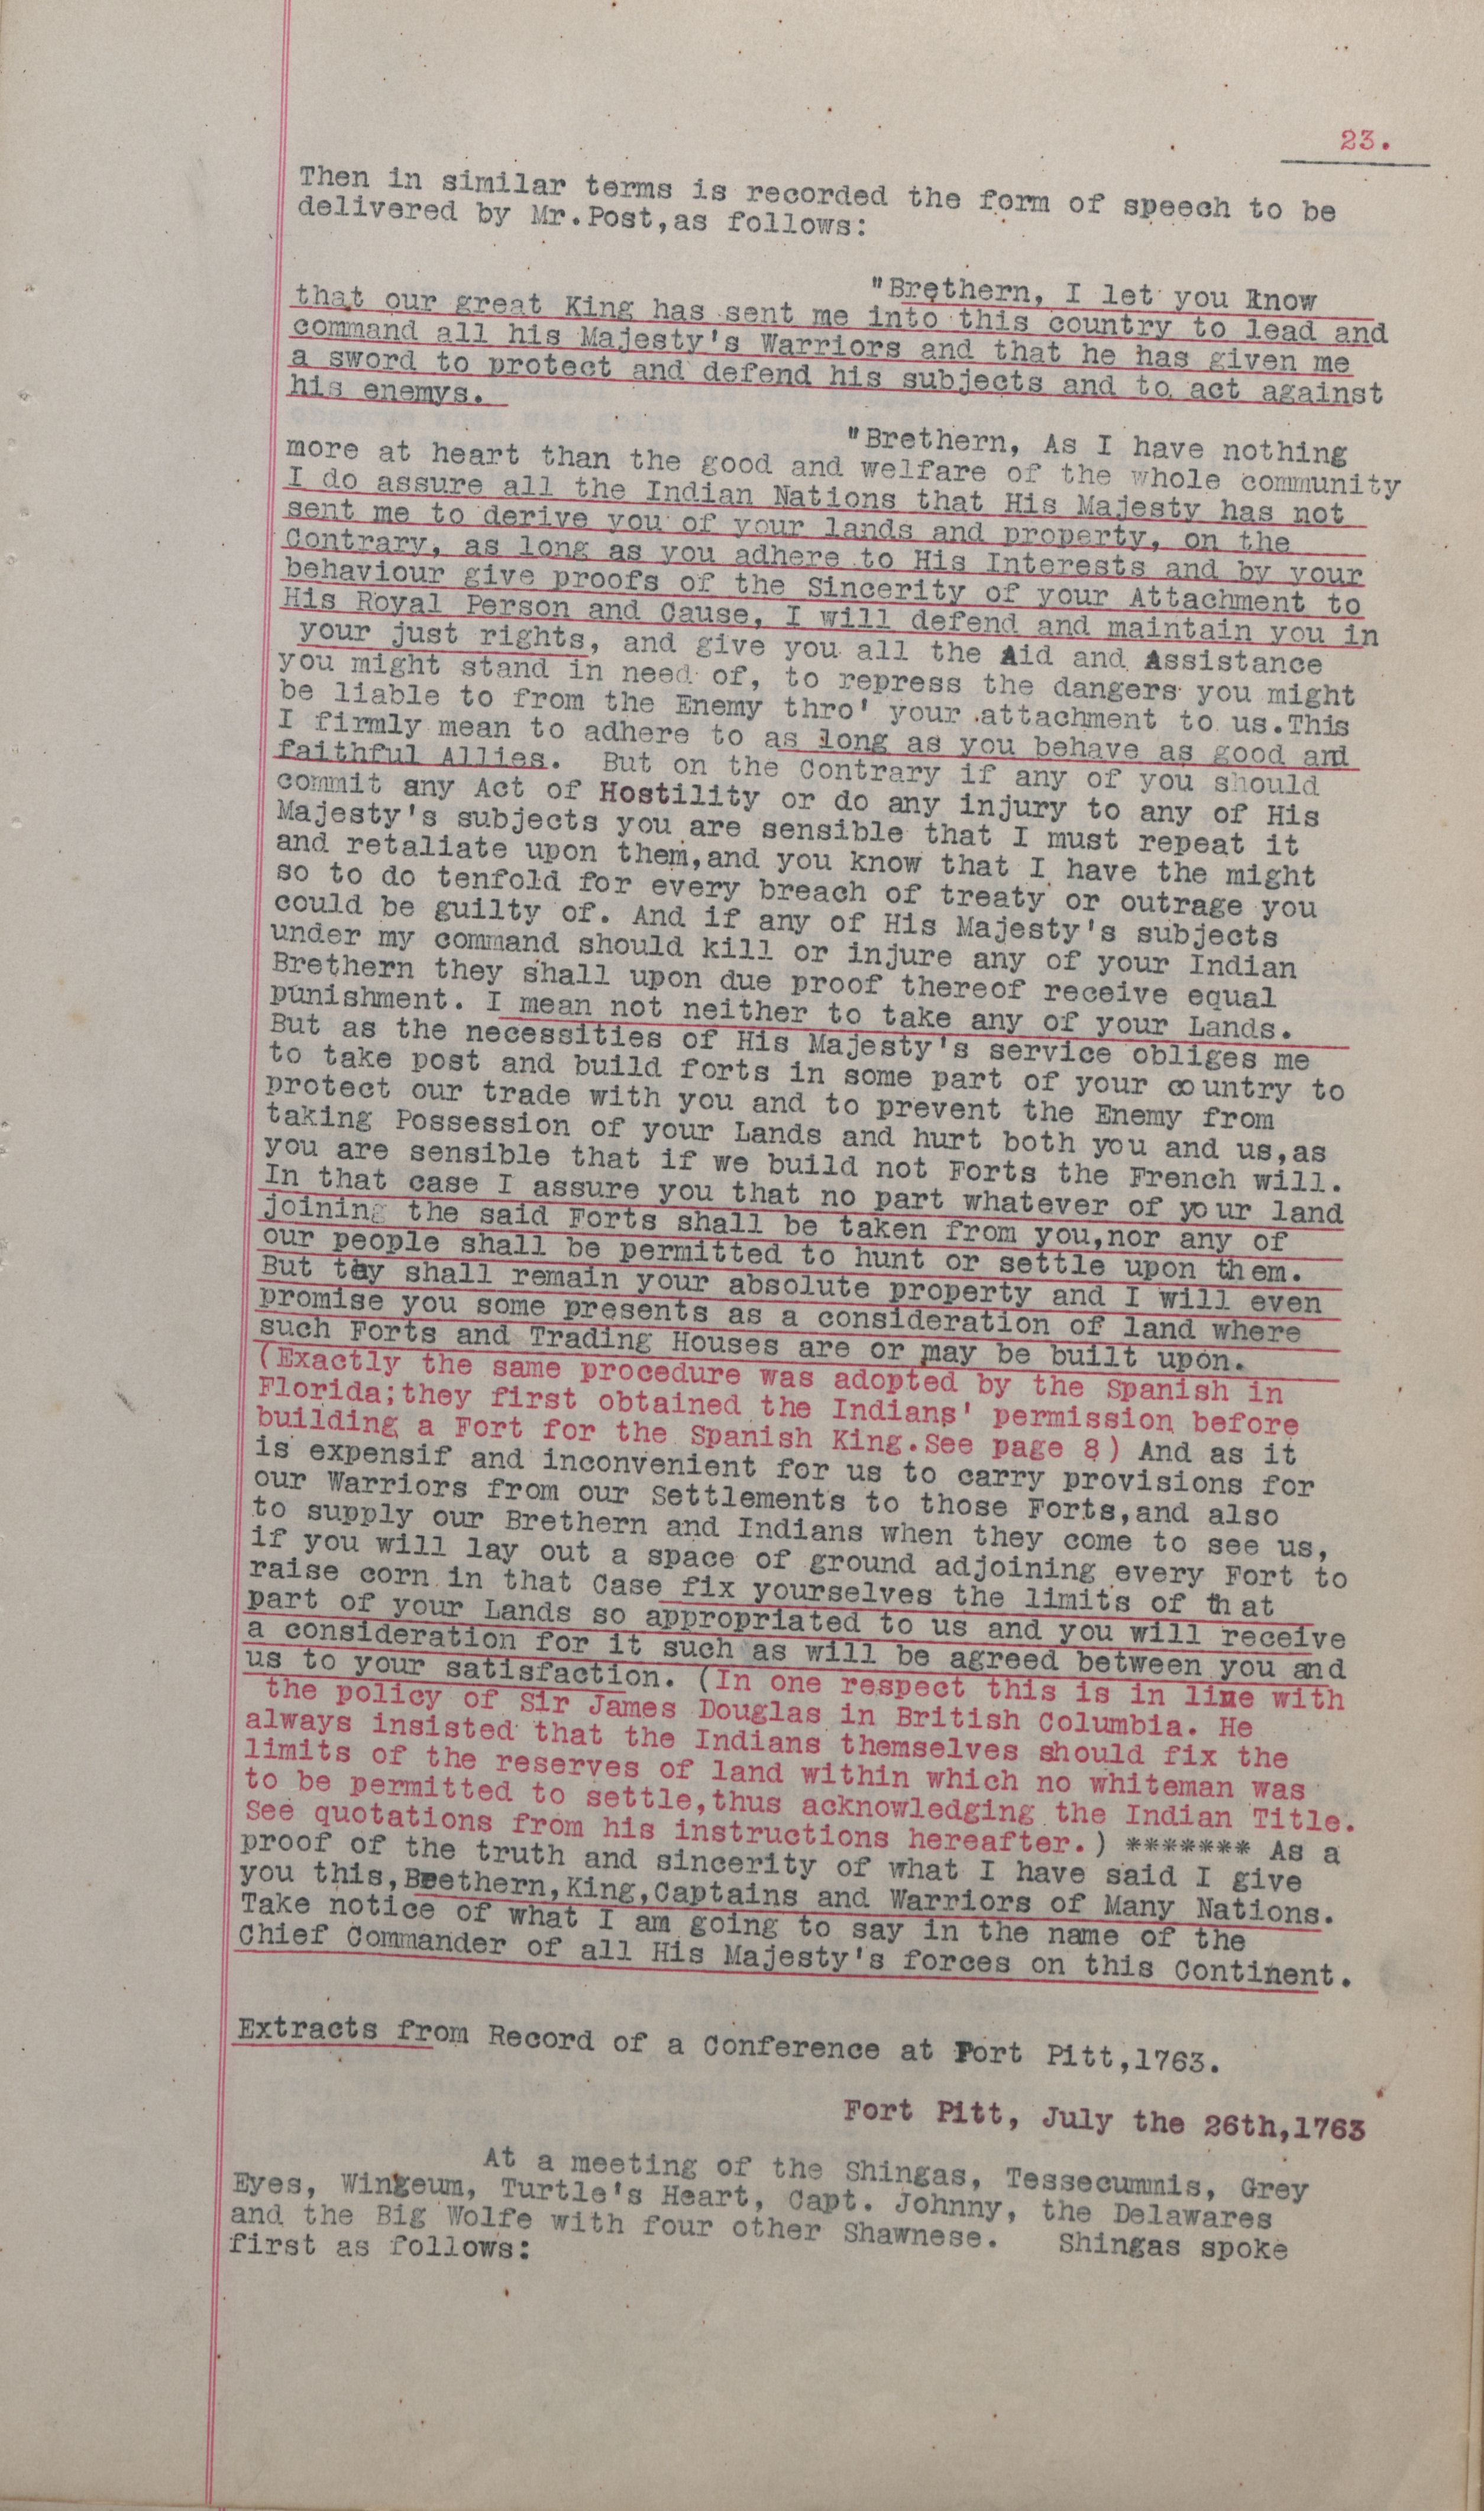 23.
Then in similar terms is recorded the form of speech to be
delivered by Mr.Post,as follows:
"Brethern, I let you know
that our great King has sent me into this country to lead and
command all his Majesty's Warriors and that he has given me
a sword to protect and defend his subjects and to act against
his enemys.
"Brethern, As I have nothing
more at heart than the good and welfare of the whole community
I do assure all the Indian Nations that His Majesty has not
sent me to derive you of your lands and property, on the
Contrary, as long as you adhere to His Interests and by your
behaviour give proofs of the Sincerity of your Attachment to
His Royal Person and Cause, I will defend and maintain you in
your just rights, and give you all the Aid and Assistance
you might stand in need of, to repress the dangers you might
be liable to from the Enemy thro' your attachment to us.This
I firmly mean to adhere to as long as you behave as good and
faithful Allies. But on the Contrary if any of you should
commit any Act of Hostility or do any injury to any of His
Majesty's subjects you are sensible that I must repeat it
and retaliate upon them,and you know that I have the might
so to do tenfold for every breach of treaty or outrage you
could be guilty of. And if any of His Majesty's subjects
under my command should kill or injure any of your Indian
Brethern they shall upon due proof thereof receive equal
punishment. I mean not neither to take any of your Lands.
But as the necessities of His Majesty's service obliges me
to take post and build forts in some part of your country to
protect our trade with you and to prevent the Enemy from
taking Possession of your Lands and hurt both you and us,as
you are sensible that if we build not Forts the French will.
In that case I assure you that no part whatever of your land
joining the said Forts shall be taken from you,nor any of
our people shall be permitted to hunt or settle upon them.
But they shall remain your absolute property and I will even
promise you some presents as a consideration of land where
such Forts and Trading Houses are or may be built upon.
(Exactly the same procedure was adopted by the Spanish in
Florida;they first obtained the Indians' permission before
building a Fort for the Spanish King.See page 8) And as it
is expensif and inconvenient for us to carry provisions for
our Warriors from our Settlements to those Forts,and also
to supply our Brethern and Indians when they come to see us,
if you will lay out a space of ground adjoining every Fort to
raise corn in that Case fix yourselves the limits of that
part of your Lands so appropriated to us and you will receive
a consideration for it such as will be agreed between you and
us to your satisfaction. (In one respect this is in line with
the policy of Sir James Douglas in British Columbia. He
always insisted that the Indians themselves should fix the
limits of the reserves of land within which no whiteman was
to be permitted to settle,thus acknowledging the Indian Title.
See quotations from his instructions hereafter.) ******* As a
proof of the truth and sincerity of what I have said I give
you this,Brethern,King,Captains and Warriors of Many Nations.
Take notice of what I am going to say in the name of the
Chief Commander of all His Majesty's forces on this Continent.
Extracts from Record of a Conference at Fort Pitt,1763.
Fort Pitt, July the 26th,1763
At a meeting of the Shingas, Tessecummis, Grey
Eyes, Wingeum, Turtle's Heart, Capt. Johnny, the Delawares
and the Big Wolfe with four other Shawnese. Shingas spoke
first as follows: